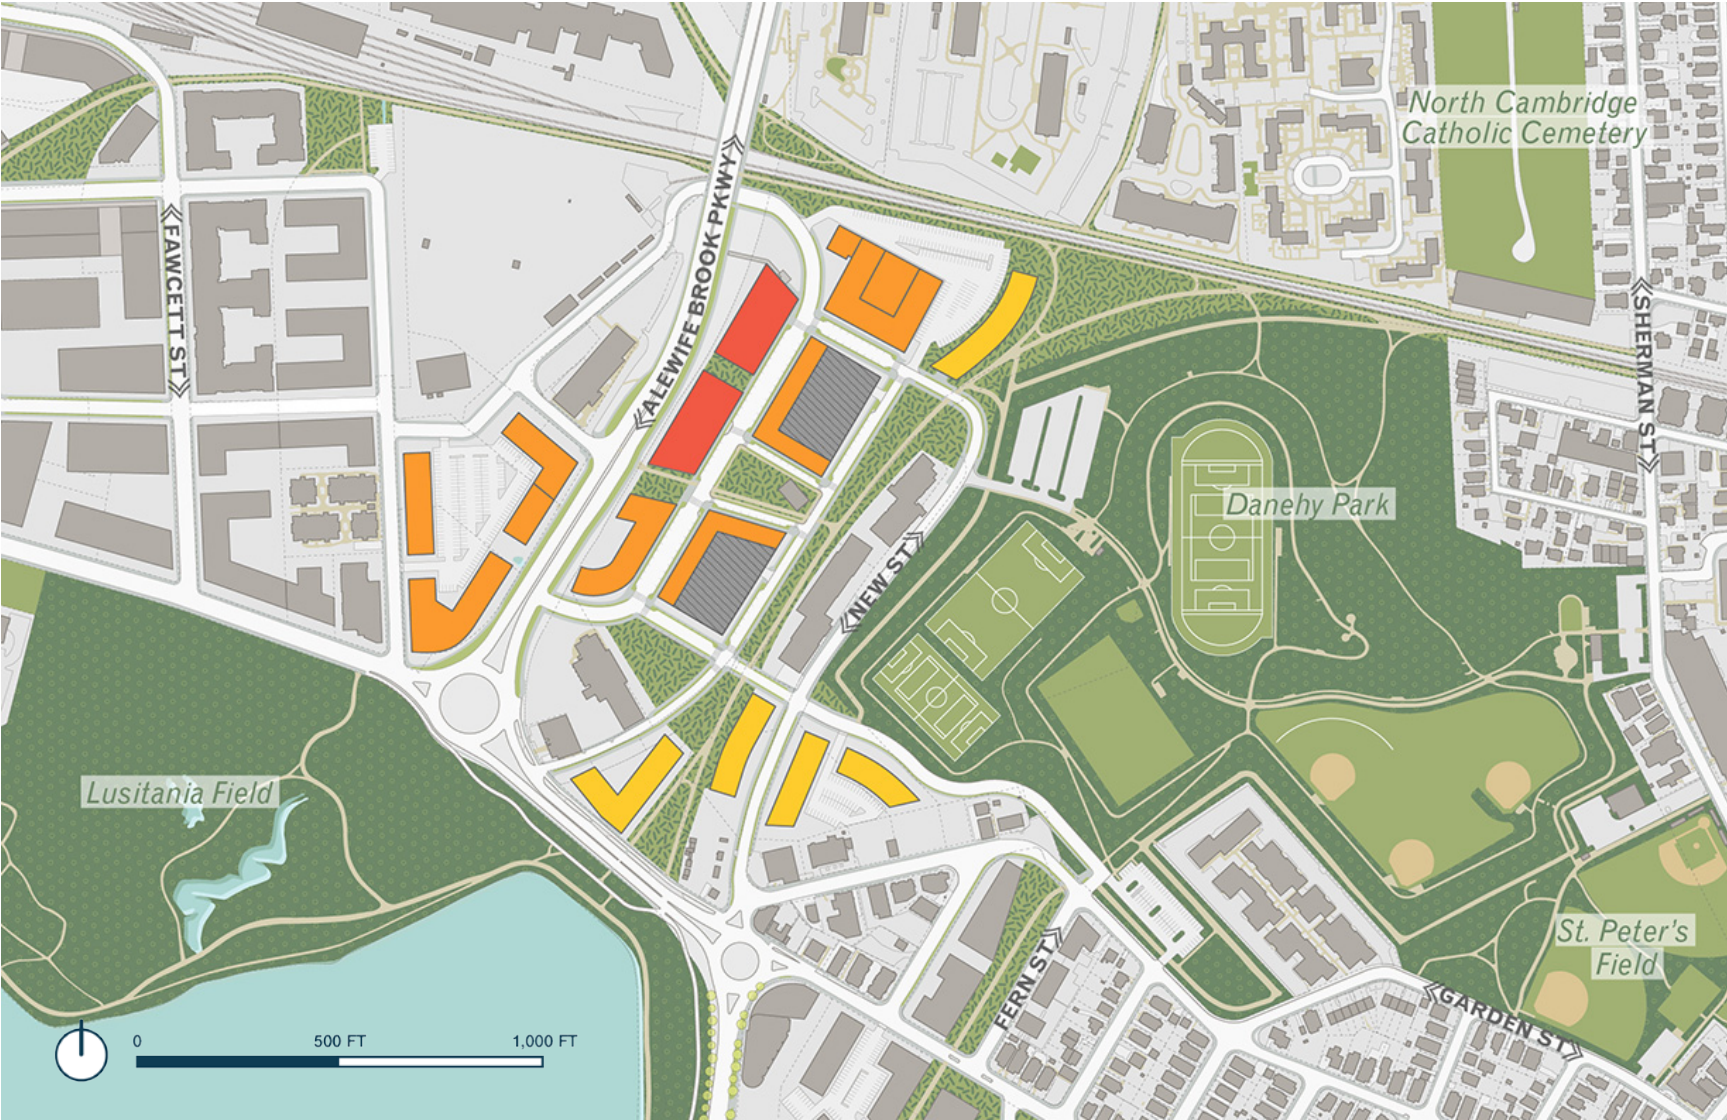 North Cambridge
Catholic Cemetery
ALEWIFE BROOK PKWY
FAWCETT ST
SHERMAN ST
Danehy Park
NEW ST
Lusitania Field
St. Peter's
Field
FERN ST
GARDEN ST
0 500 FT 1,000 FT